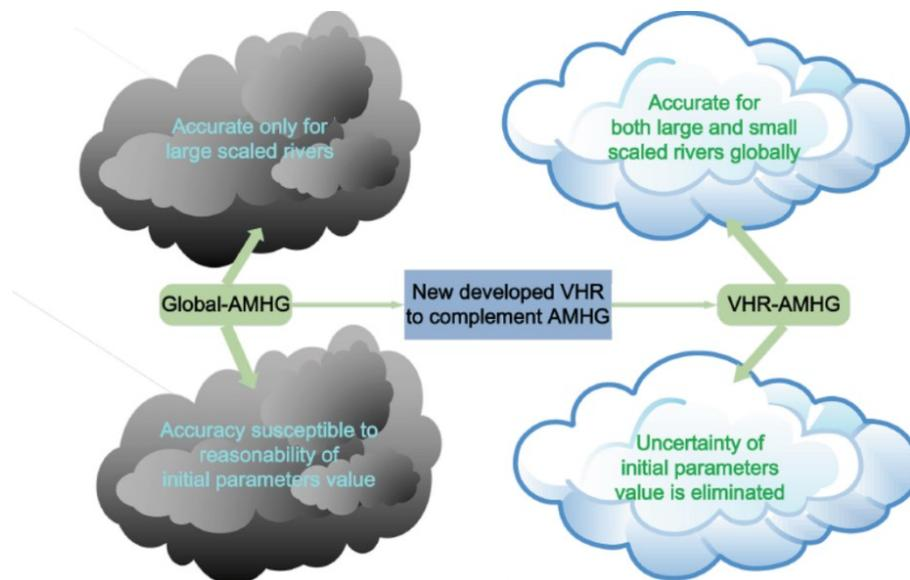 Accurate only for
large scaled rivers
Accurate for
both large and small
scaled rivers globally
Global-AMHG
New developed VHR
to complement AMHG
VHR-AMHG
Accuracy susceptible to
reasonability of
initial parameters value
Uncertainty of
initial parameters
value is eliminated